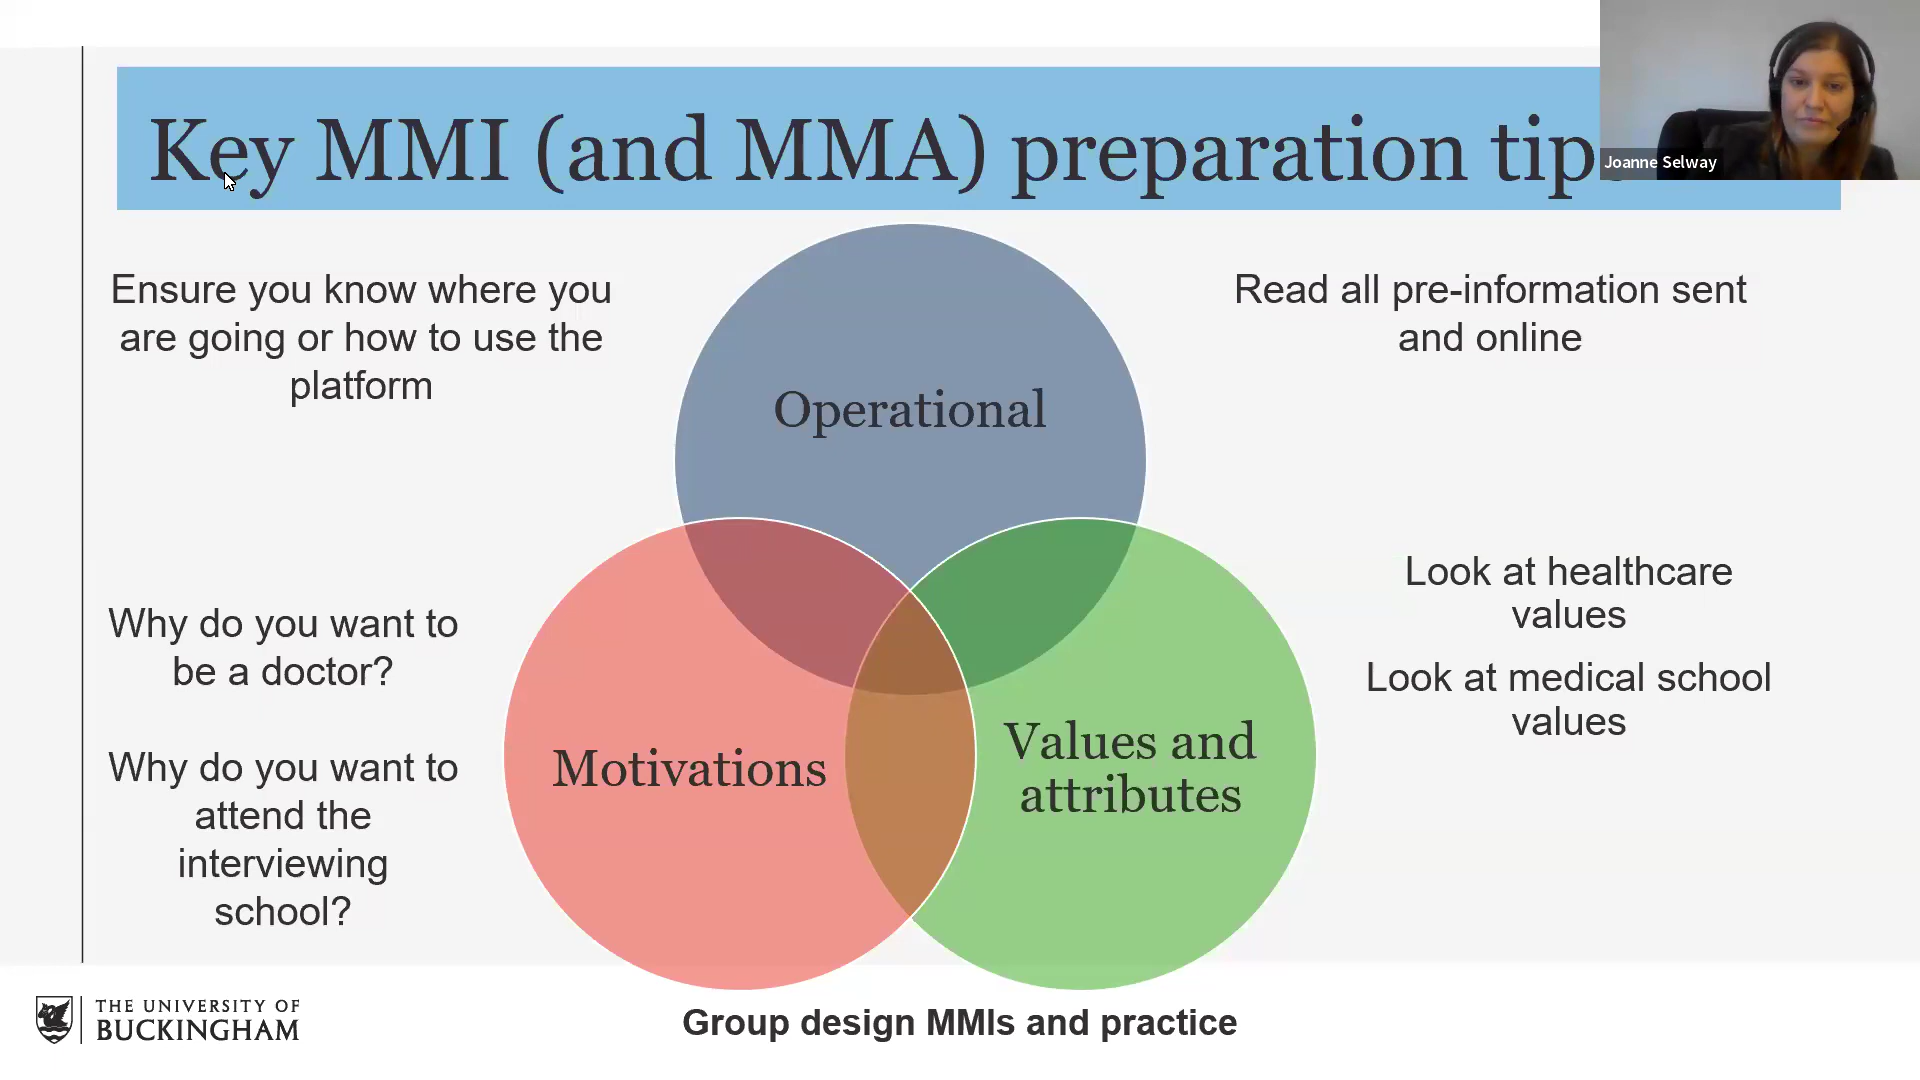 Key MMI (and MMA) preparation tips
Joanne Selway
Ensure you know where you
are going or how to use the
platform
Read all pre-information sent
and online
Operational
Why do you want to
be a doctor?
Why do you want to
attend the
interviewing
school?
Motivations
Values and
attributes
Look at healthcare
values
Look at medical school
values
THE UNIVERSITY OF
BUCKINGHAM
Group design MMIs and practice